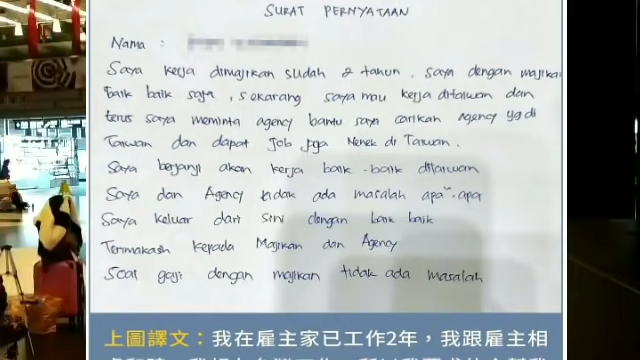 SURAT PERNYATAAN
Nama :
Saya kerja dimajikan sudah 2 tahun, saya dengan majikan
baik baik saja, sekarang saya mau kerja ditaiwan dan
terus saya meminta agency bantu saya carikan Agency yg di
Taiwan dan dapat Job jaga Nenek di Taiwan.
Saya berjanji akan kerja baik-baik ditaiwan
Saya dan Agency tidak ada masalah apa"-apa
Saya keluar dari sini dengan baik baik
Termakash kepada Majikan dan Agency
Soal gaji dengan majikan tidak ada masalah
上圖譯文：我在雇主家已工作2年，我跟雇主相